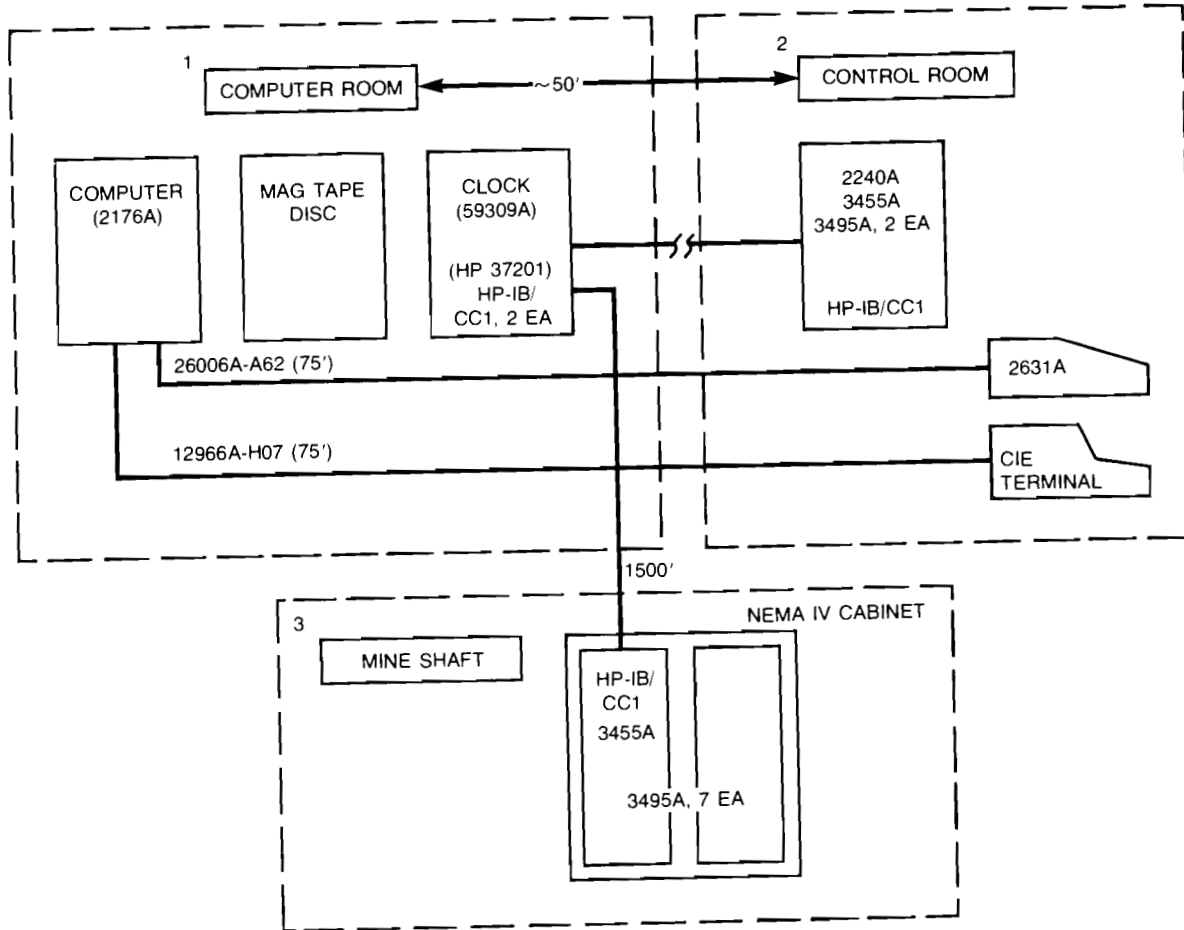 1
COMPUTER ROOM
~50'
2
CONTROL ROOM
COMPUTER
(2176A)
MAG TAPE
DISC
CLOCK
(59309A)
(HP 37201)
HP-IB/
CC1, 2 EA
2240A
3455A
3495A, 2 EA
HP-IB/CC1
26006A-A62 (75')
2631A
12966A-H07 (75')
CIE
TERMINAL
1500'
3
MINE SHAFT
NEMA IV CABINET
HP-IB/
CC1
3455A
3495A, 7 EA